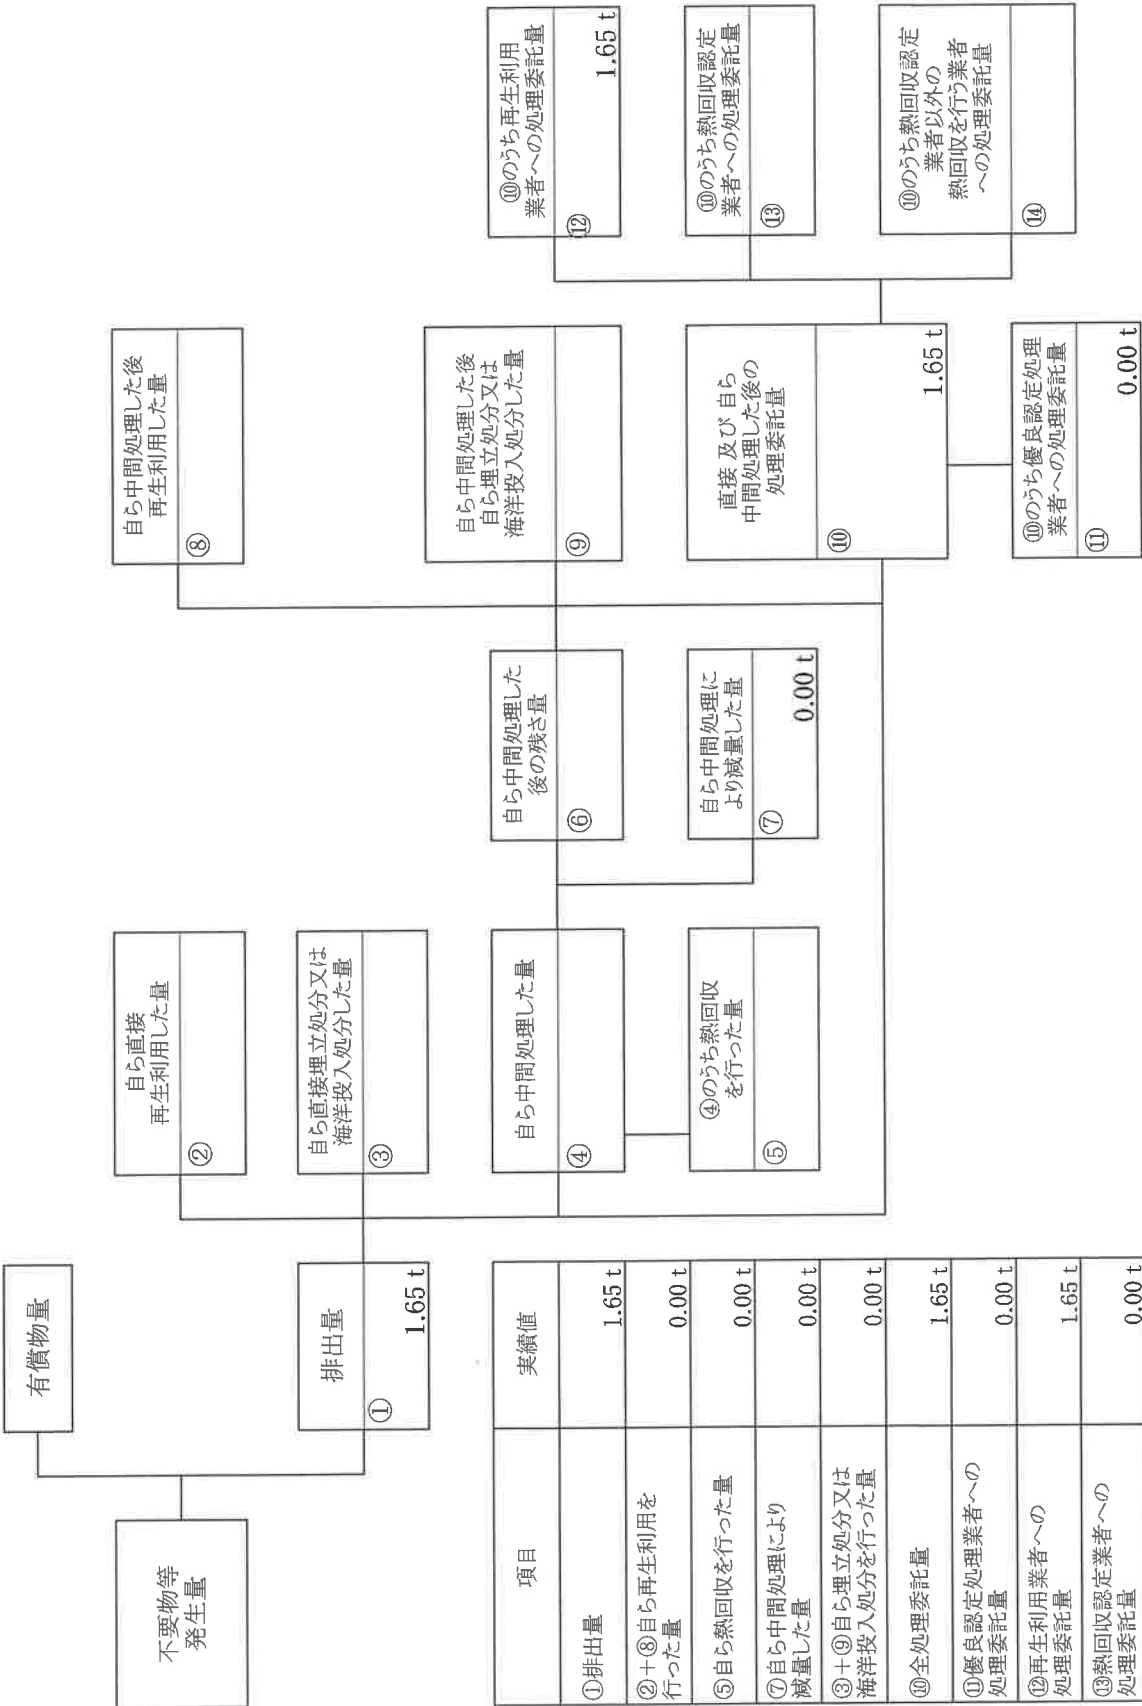 有償物量
不要物等
発生量
排出量
①
1.65 t
自ら直接
再生利用した量
②
自ら直接埋立処分又は
海洋投入処分した量
③
自ら中間処理した量
④
④のうち熱回収
を行った量
⑤
自ら中間処理した
後の残さ量
⑥
自ら中間処理に
より減量した量
⑦
0.00 t
自ら中間処理した後
再生利用した量
⑧
自ら中間処理した後
自ら埋立処分又は
海洋投入処分した量
⑨
直接 及び 自ら
中間処理した後の
処理委託量
⑩
1.65 t
⑩のうち優良認定処理
業者への処理委託量
⑪
0.00 t
⑩のうち再生利用
業者への処理委託量
⑫
1.65 t
⑩のうち熱回収認定
業者への処理委託量
⑬
⑩のうち熱回収認定
業者以外の
熱回収を行う業者
への処理委託量
⑭
項目 実績値
①排出量 1.65 t
②+⑧自ら再生利用を
行った量 0.00 t
⑤自ら熱回収を行った量 0.00 t
⑦自ら中間処理により
減量した量 0.00 t
③+⑨自ら埋立処分又は
海洋投入処分を行った量 0.00 t
⑩全処理委託量 1.65 t
⑪優良認定処理業者への
処理委託量 0.00 t
⑫再生利用業者への
処理委託量 1.65 t
⑬熱回収認定業者への
処理委託量 0.00 t